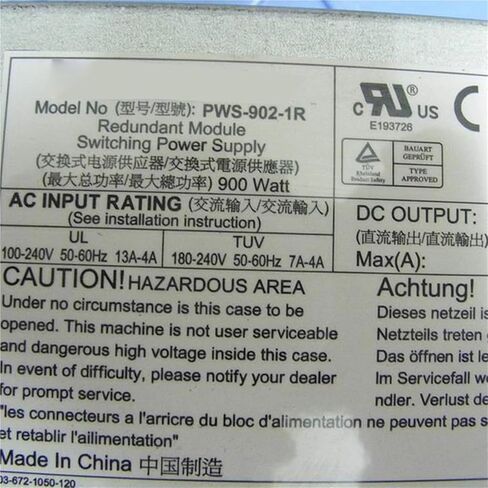 Model No (型号/型號): PWS-902-1R
Redundant Module
Switching Power Supply
(交换式电源供应器/交換式電源供應器)
(最大总功率/最大總功率) 900 Watt
c RU ® US
E193726
C
TÜV
Rheinland
Product Safety
BAUART
GEPRÜFT
TYPE
APPROVED
AC INPUT RATING (交流输入/交流輸入)
(See installation instruction)
UL TUV
100-240V 50-60Hz 13A-4A 180-240V 50-60Hz 7A-4A
DC OUTPUT:
(直流输出/直流輸出)
Max(A):
CAUTION! HAZARDOUS AREA
Under no circumstance is this case to be
opened. This machine is not user serviceable
and dangerous high voltage inside this case.
In event of difficulty, please notify your dealer
for prompt service.
"les connecteurs a l'arricre du bloc d'alimentation ne peuvent pas s
et retablir l'ailimentation"
Achtung!
Dieses netzeil is
Netzteils treten g
Das öffnen ist le
Im Servicefall w
ndler. Verlust de
Made In China 中国制造
03-672-1050-120